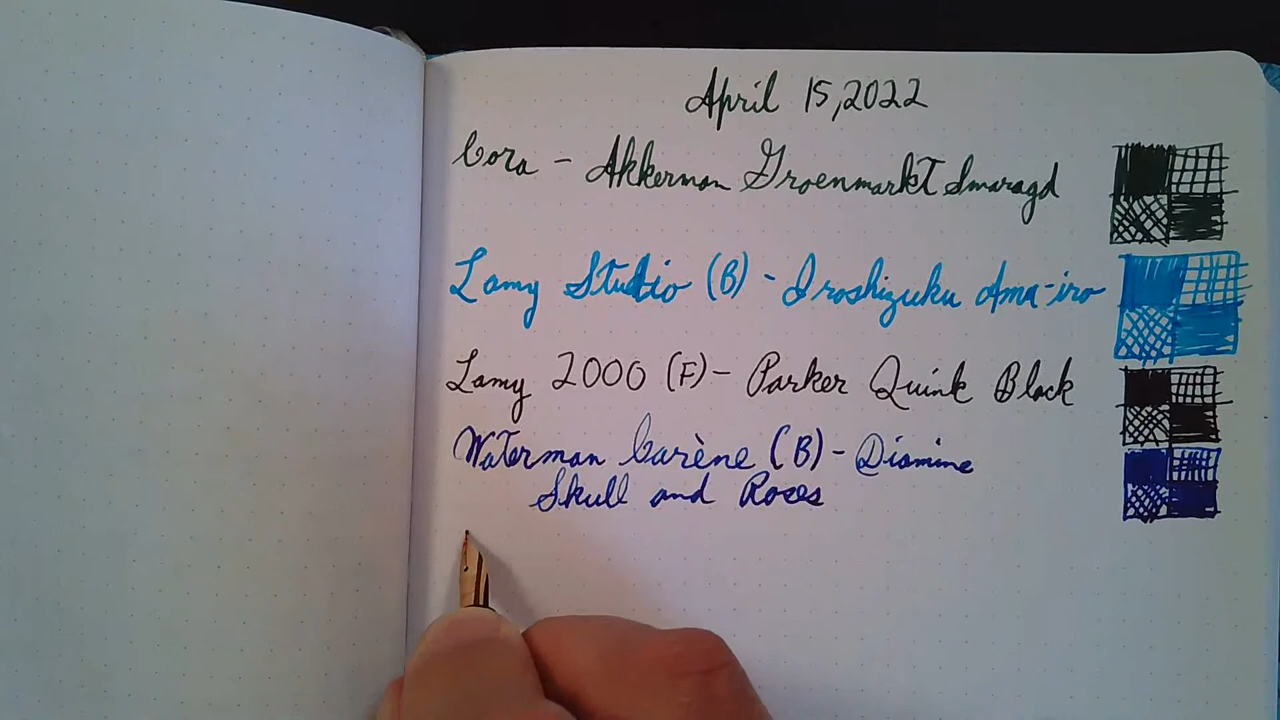 April 15, 2022
Cora - Akkerman Groenmarkt Smaragd
Lamy Studio (B) - Iroshizuku Ama-iro
Lamy 2000 (F) - Parker Quink Black
Waterman Carène (B) - Diamine
Skull and Roses